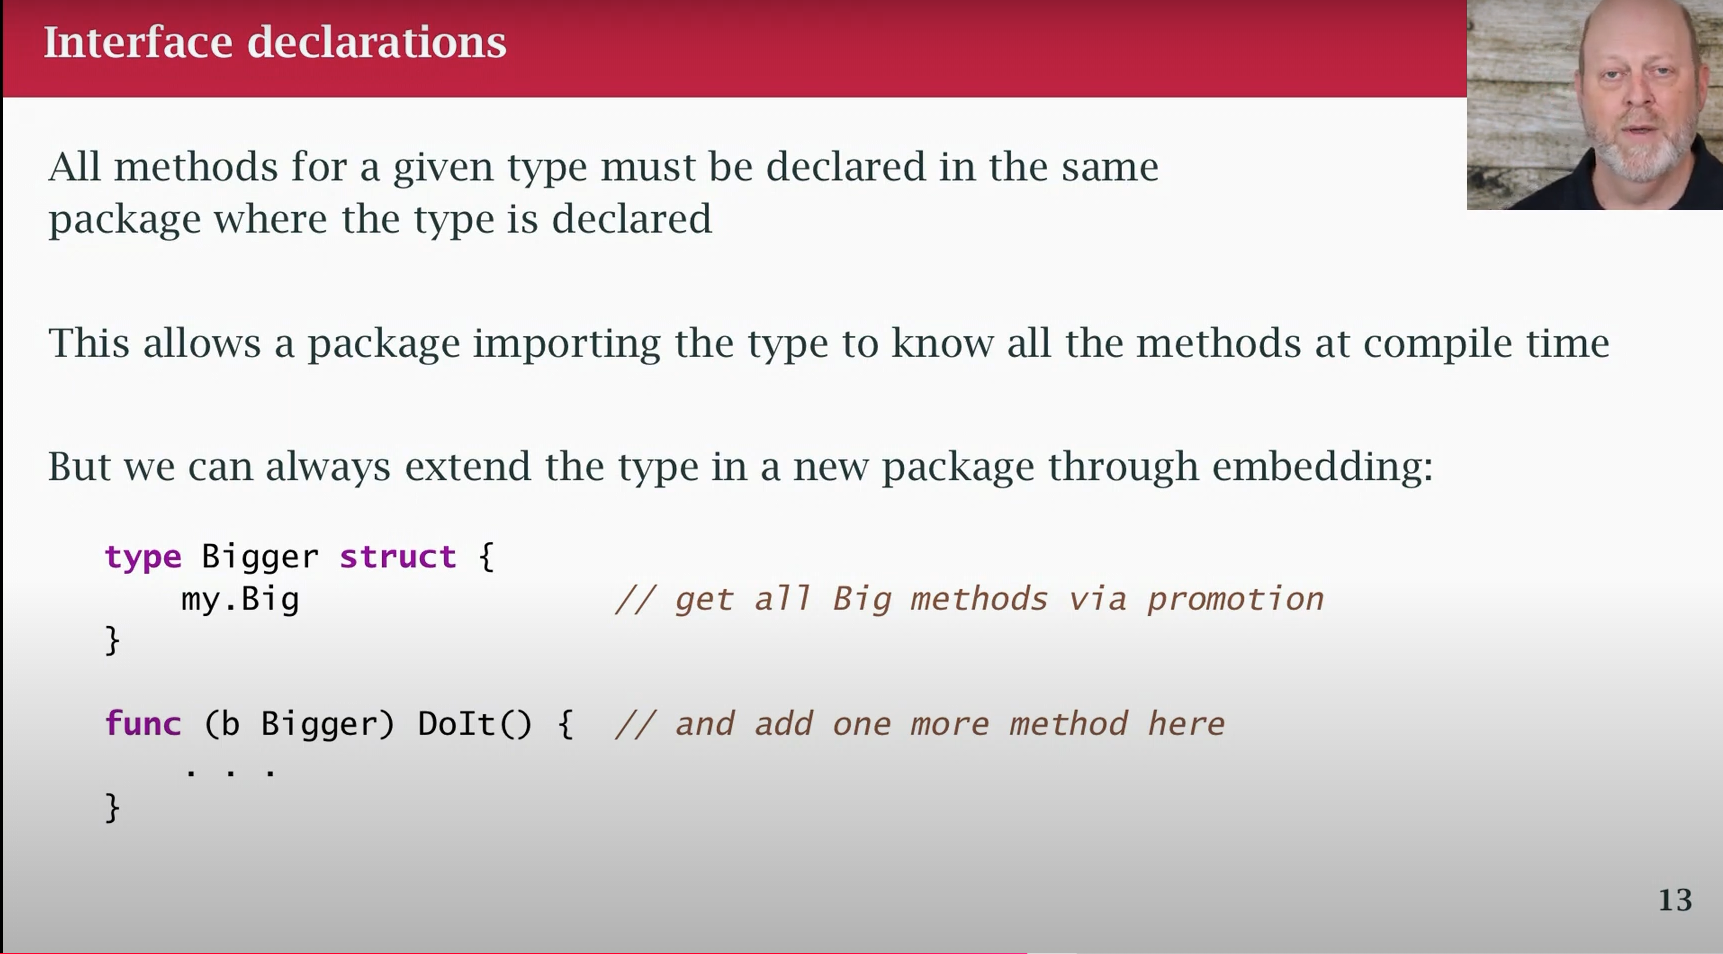 Interface declarations
All methods for a given type must be declared in the same
package where the type is declared
This allows a package importing the type to know all the methods at compile time
But we can always extend the type in a new package through embedding:
type Bigger struct {
my.Big // get all Big methods via promotion
}
func (b Bigger) DoIt() { // and add one more method here
. . .
}
13